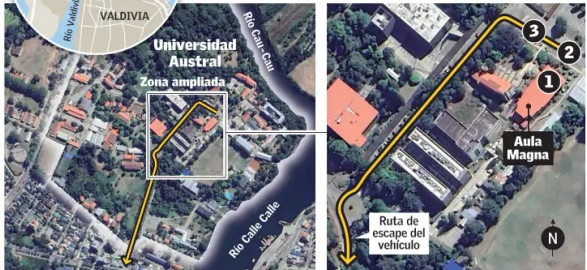 VALDIVIA
Río Valdivia
Río Cau-Cau
Universidad
Austral
Zona ampliada
Río Calle Calle
3
2
1
Aula
Magna
Ruta de
escape del
vehículo
N